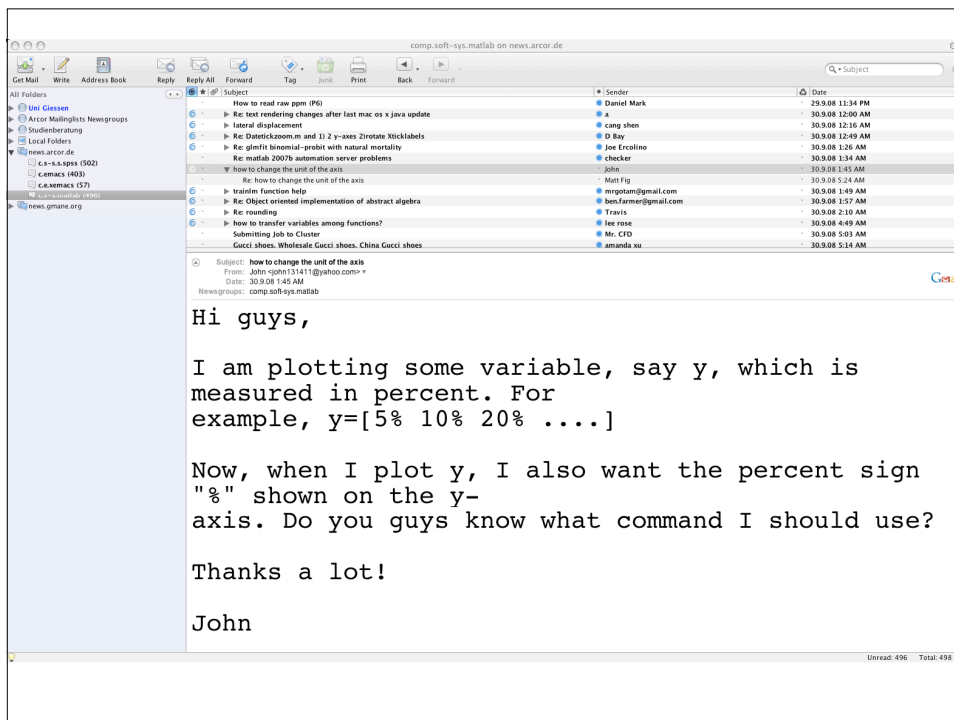 comp.soft-sys.matlab on news.arcor.de
Get Mail Write Address Book Reply Reply All Forward Tag Junk Print Back Forward
Subject
All Folders
Uni Giessen
Arcor Mailinglists Newsgroups
Studienberatung
Local Folders
news.arcor.de
c.s-s.s.spss (502)
c.emacs (403)
c.e.xemacs (57)
c.s-s.matlab (496)
news.gmane.org
Subject Sender Date
How to read raw ppm (P6) Daniel Mark 29.9.08 11:34 PM
Re: text rendering changes after last mac os x java update a 30.9.08 12:00 AM
lateral displacement cang shen 30.9.08 12:16 AM
Re: Datetickzoom.m and 1) 2 y-axes 2)rotate Xticklabels D Bay 30.9.08 12:49 AM
Re: glmfit binomial-probit with natural mortality Joe Ercolino 30.9.08 1:26 AM
Re: matlab 2007b automation server problems checker 30.9.08 1:34 AM
how to change the unit of the axis John 30.9.08 1:45 AM
Re: how to change the unit of the axis Matt Fig 30.9.08 5:24 AM
trainlm function help mrgotam@gmail.com 30.9.08 1:49 AM
Re: Object oriented implementation of abstract algebra ben.farmer@gmail.com 30.9.08 1:57 AM
Re: rounding Travis 30.9.08 2:10 AM
how to transfer variables among functions? lee rose 30.9.08 4:49 AM
Submitting Job to Cluster Mr. CFD 30.9.08 5:03 AM
Gucci shoes, Wholesale Gucci shoes, China Gucci shoes amanda xu 30.9.08 5:14 AM
Subject: how to change the unit of the axis
From: John <john131411@yahoo.com>
Date: 30.9.08 1:45 AM
Newsgroups: comp.soft-sys.matlab
Hi guys,
I am plotting some variable, say y, which is
measured in percent. For
example, y=[5% 10% 20% ....]
Now, when I plot y, I also want the percent sign
"%" shown on the y-
axis. Do you guys know what command I should use?
Thanks a lot!
John
Unread: 496 Total: 498